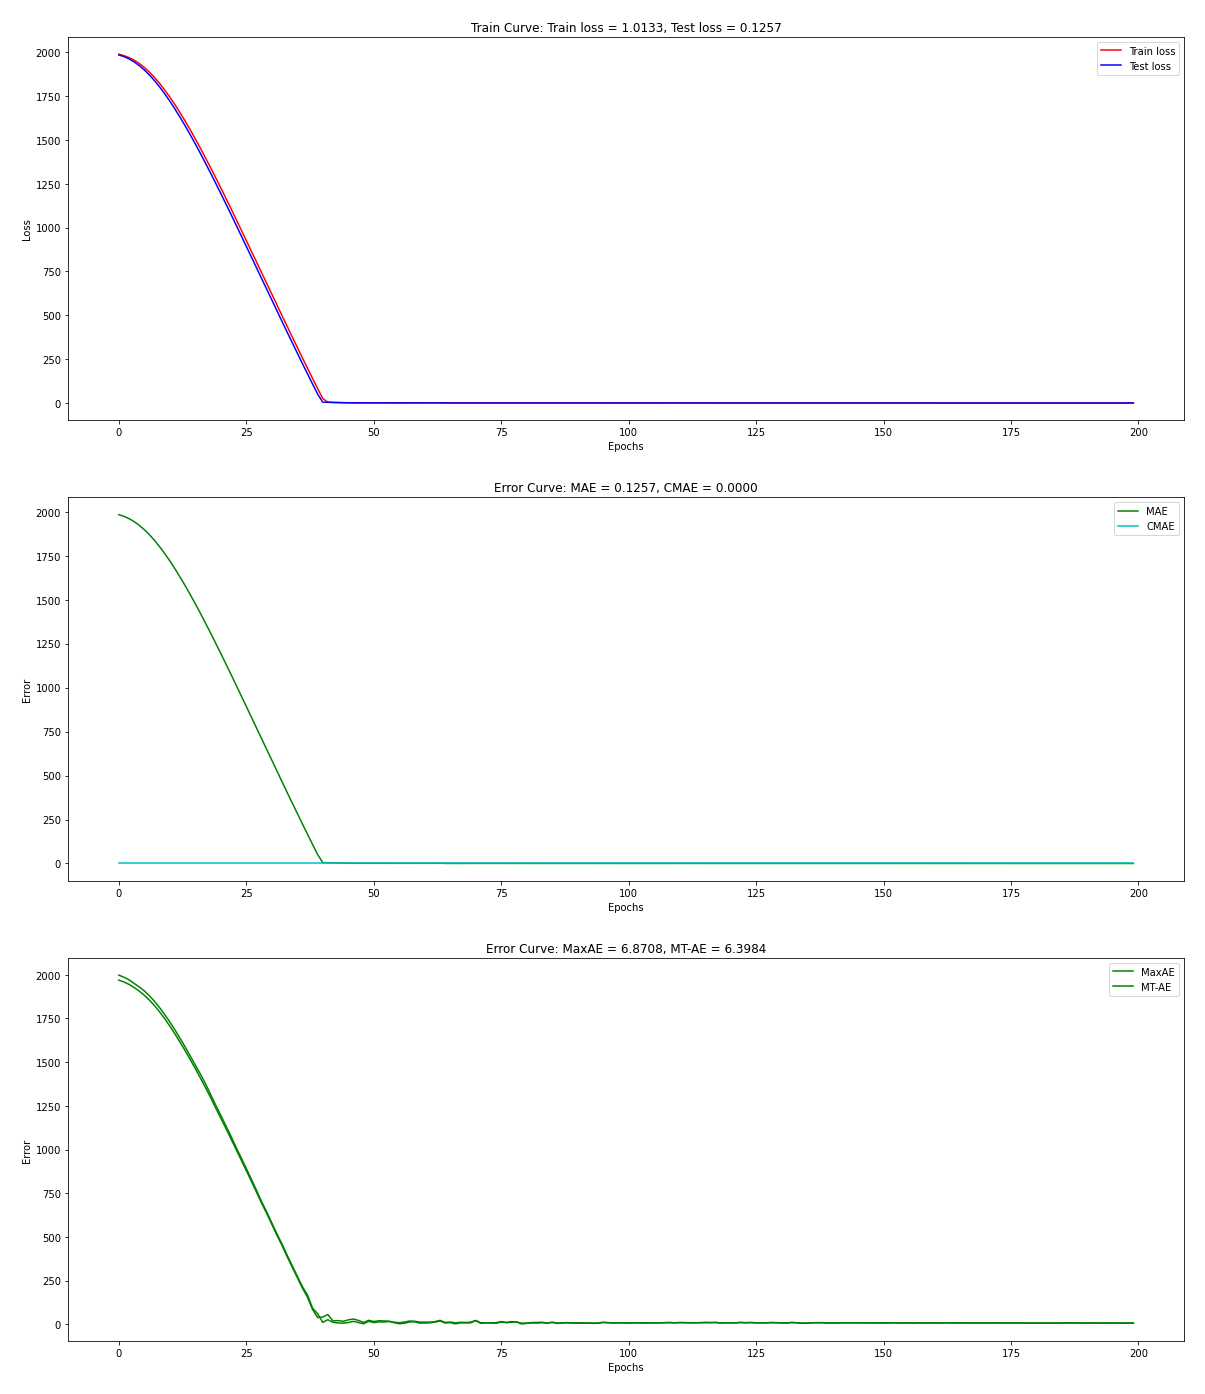 Train Curve: Train loss = 1.0133, Test loss = 0.1257
Train loss
Test loss
2000
1750
1500
1250
1000
750
500
250
0
Loss
0 25 50 75 100 125 150 175 200
Epochs
Error Curve: MAE = 0.1257, CMAE = 0.0000
MAE
CMAE
2000
1750
1500
1250
1000
750
500
250
0
Error
0 25 50 75 100 125 150 175 200
Epochs
Error Curve: MaxAE = 6.8708, MT-AE = 6.3984
MaxAE
MT-AE
2000
1750
1500
1250
1000
750
500
250
0
Error
0 25 50 75 100 125 150 175 200
Epochs